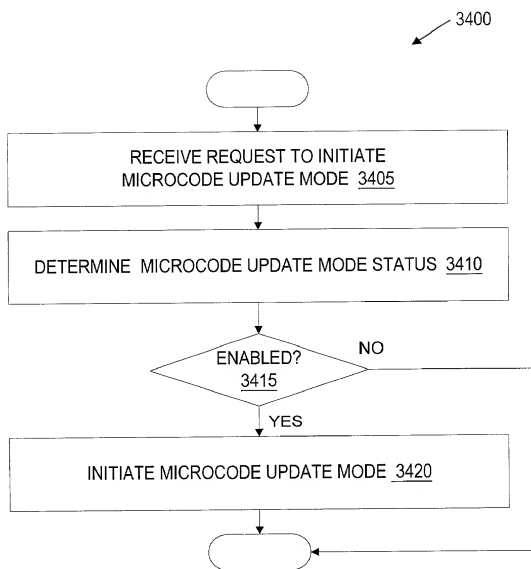 3400
RECEIVE REQUEST TO INITIATE
MICROCODE UPDATE MODE 3405
DETERMINE MICROCODE UPDATE MODE STATUS 3410
ENABLED?
3415
NO
YES
INITIATE MICROCODE UPDATE MODE 3420